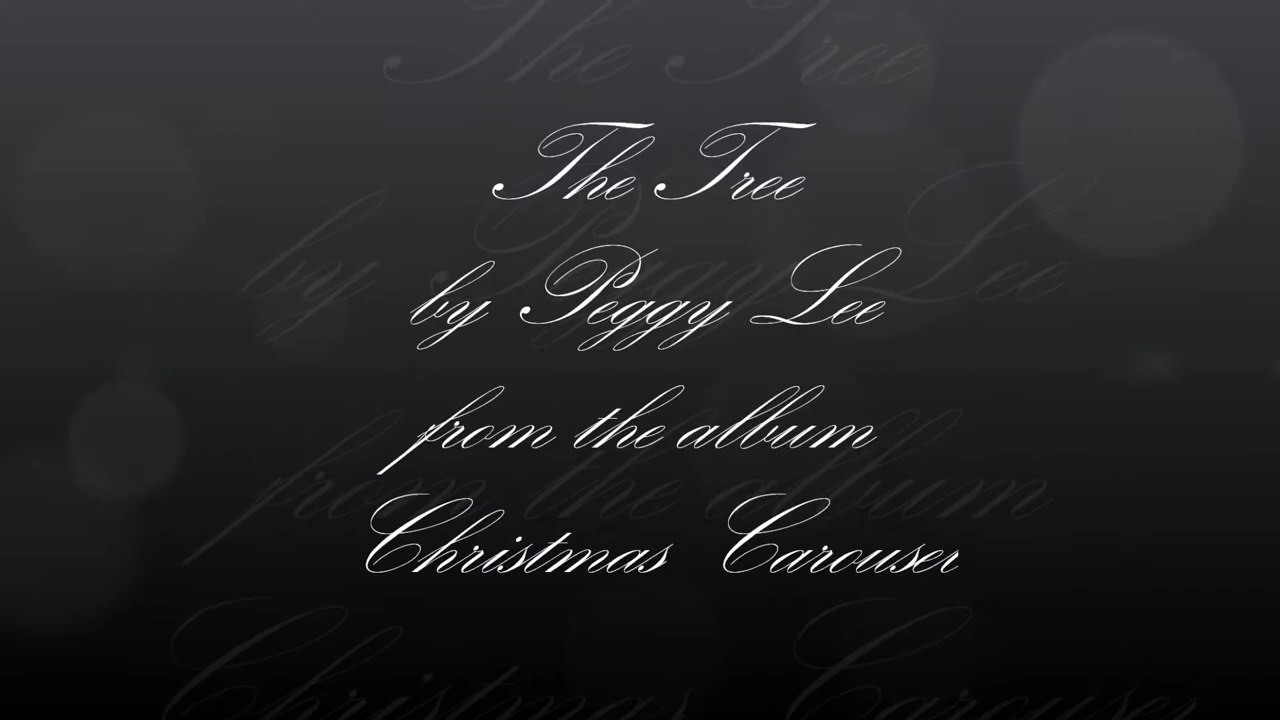 The Tree
by Peggy Lee
from the album
Christmas Carousel